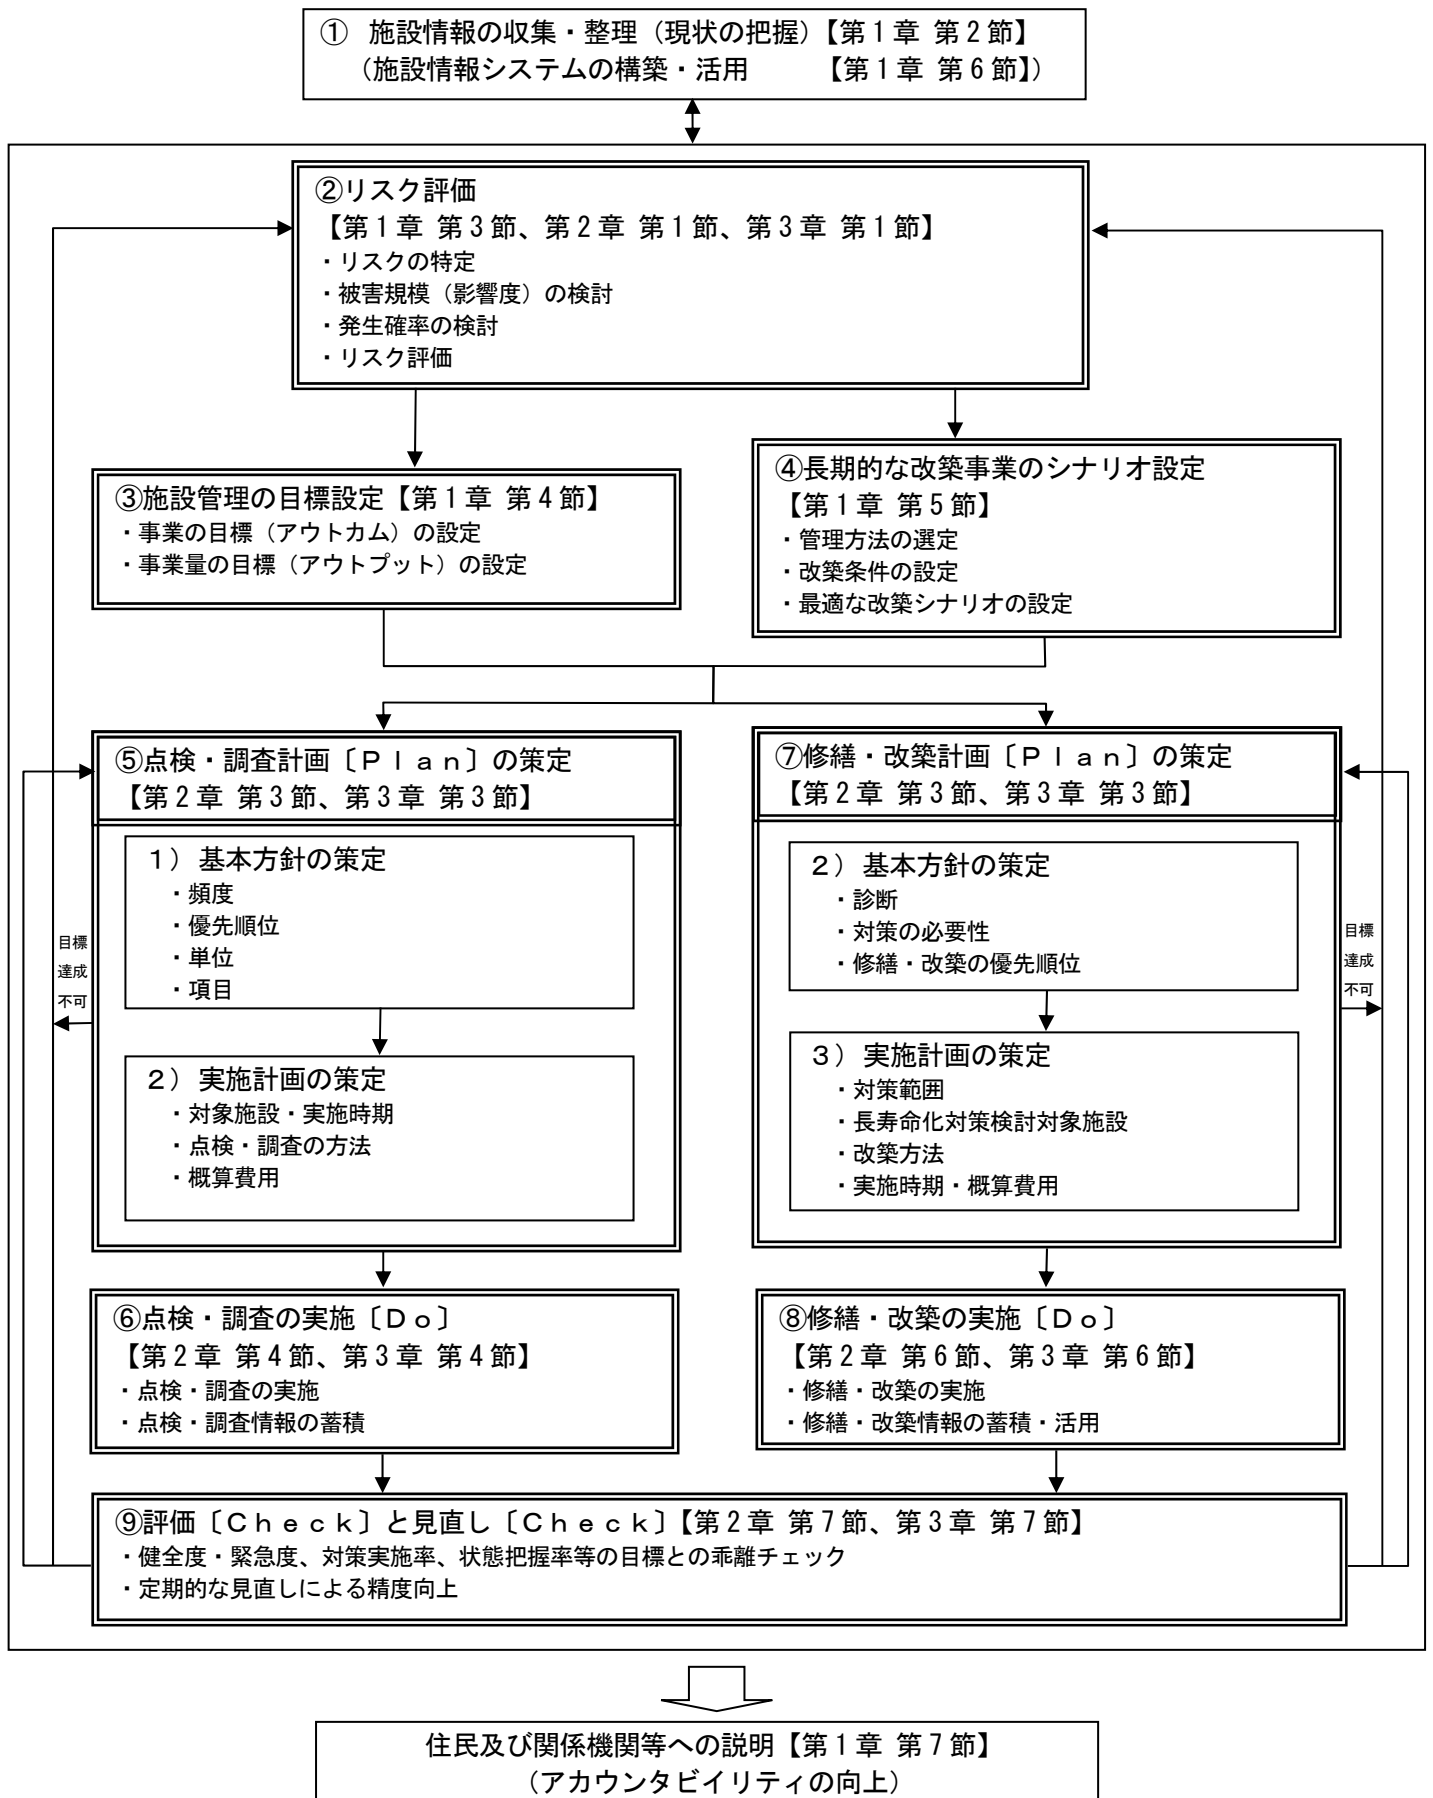 ① 施設情報の収集・整理（現状の把握）【第１章 第２節】
（施設情報システムの構築・活用　　　【第１章 第６節】）
②リスク評価
【第１章 第３節、第２章 第１節、第３章 第１節】
・リスクの特定
・被害規模（影響度）の検討
・発生確率の検討
・リスク評価
③施設管理の目標設定【第１章 第４節】
・事業の目標（アウトカム）の設定
・事業量の目標（アウトプット）の設定
④長期的な改築事業のシナリオ設定
【第１章 第５節】
・管理方法の選定
・改築条件の設定
・最適な改築シナリオの設定
⑤点検・調査計画〔Ｐｌａｎ〕の策定
【第２章 第３節、第３章 第３節】
１） 基本方針の策定
・頻度
・優先順位
・単位
・項目
２） 実施計画の策定
・対象施設・実施時期
・点検・調査の方法
・概算費用
目標
達成
不可
⑦修繕・改築計画〔Ｐｌａｎ〕の策定
【第２章 第３節、第３章 第３節】
２） 基本方針の策定
・診断
・対策の必要性
・修繕・改築の優先順位
３） 実施計画の策定
・対策範囲
・長寿命化対策検討対象施設
・改築方法
・実施時期・概算費用
目標
達成
不可
⑥点検・調査の実施〔Ｄｏ〕
【第２章 第４節、第３章 第４節】
・点検・調査の実施
・点検・調査情報の蓄積
⑧修繕・改築の実施〔Ｄｏ〕
【第２章 第６節、第３章 第６節】
・修繕・改築の実施
・修繕・改築情報の蓄積・活用
⑨評価〔Ｃｈｅｃｋ〕と見直し〔Ｃｈｅｃｋ〕【第２章 第７節、第３章 第７節】
・健全度・緊急度、対策実施率、状態把握率等の目標との乖離チェック
・定期的な見直しによる精度向上
住民及び関係機関等への説明【第１章 第７節】
（アカウンタビイリティの向上）